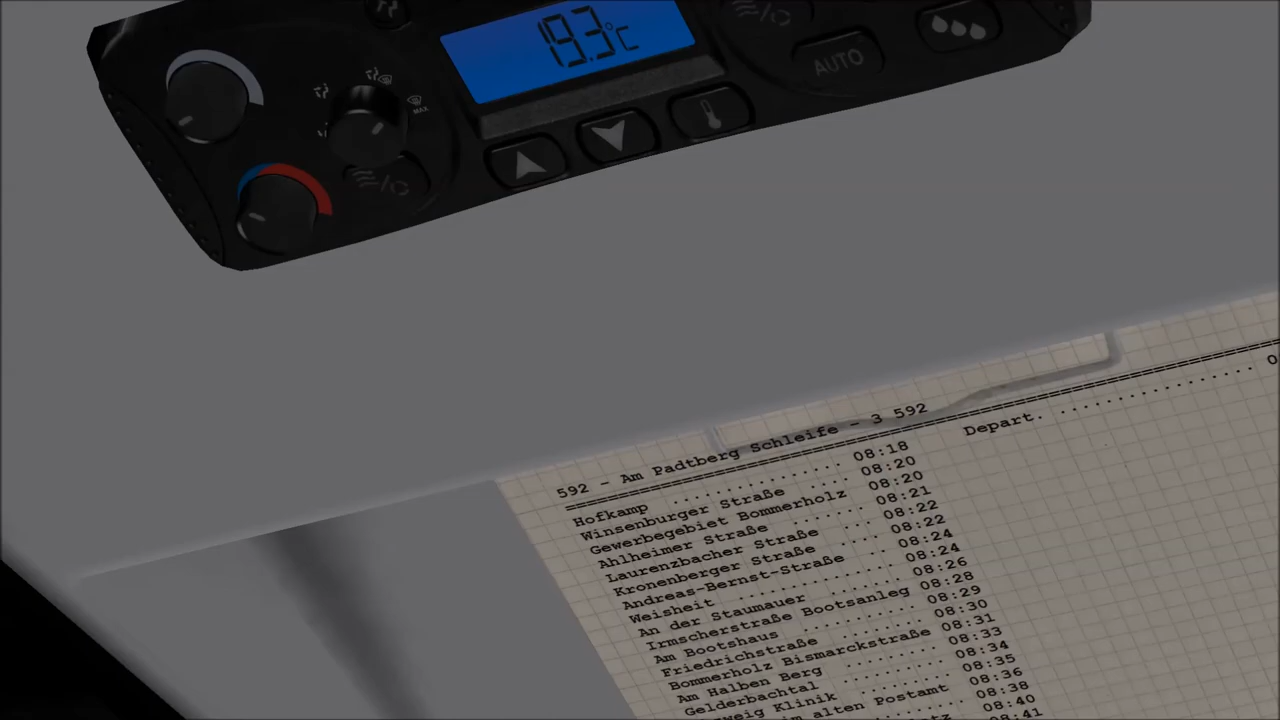 19.3°C
AUTO
MAX
592 - Am Padtberg Schleife - 3 592
Depart. .................. 0
Hofkamp ............... 08:18
Winsenburger Straße .... 08:20
Gewerbegebiet Bommerholz 08:20
Ahlheimer Straße ....... 08:21
Laurenzbacher Straße ... 08:22
Kronenberger Straße .... 08:22
Andreas-Bernst-Straße .. 08:24
Weisheit ............... 08:24
An der Staumauer ....... 08:26
Irmscherstraße Bootsanleg 08:28
Am Bootshaus ........... 08:29
Friedrichstraße ........ 08:30
Bommerholz Bismarckstraße 08:31
Am Halben Berg ......... 08:33
Gelderbachtal .......... 08:34
weig Klinik ............ 08:35
m alten Postamt ... 08:36
08:38
08:40
08:41